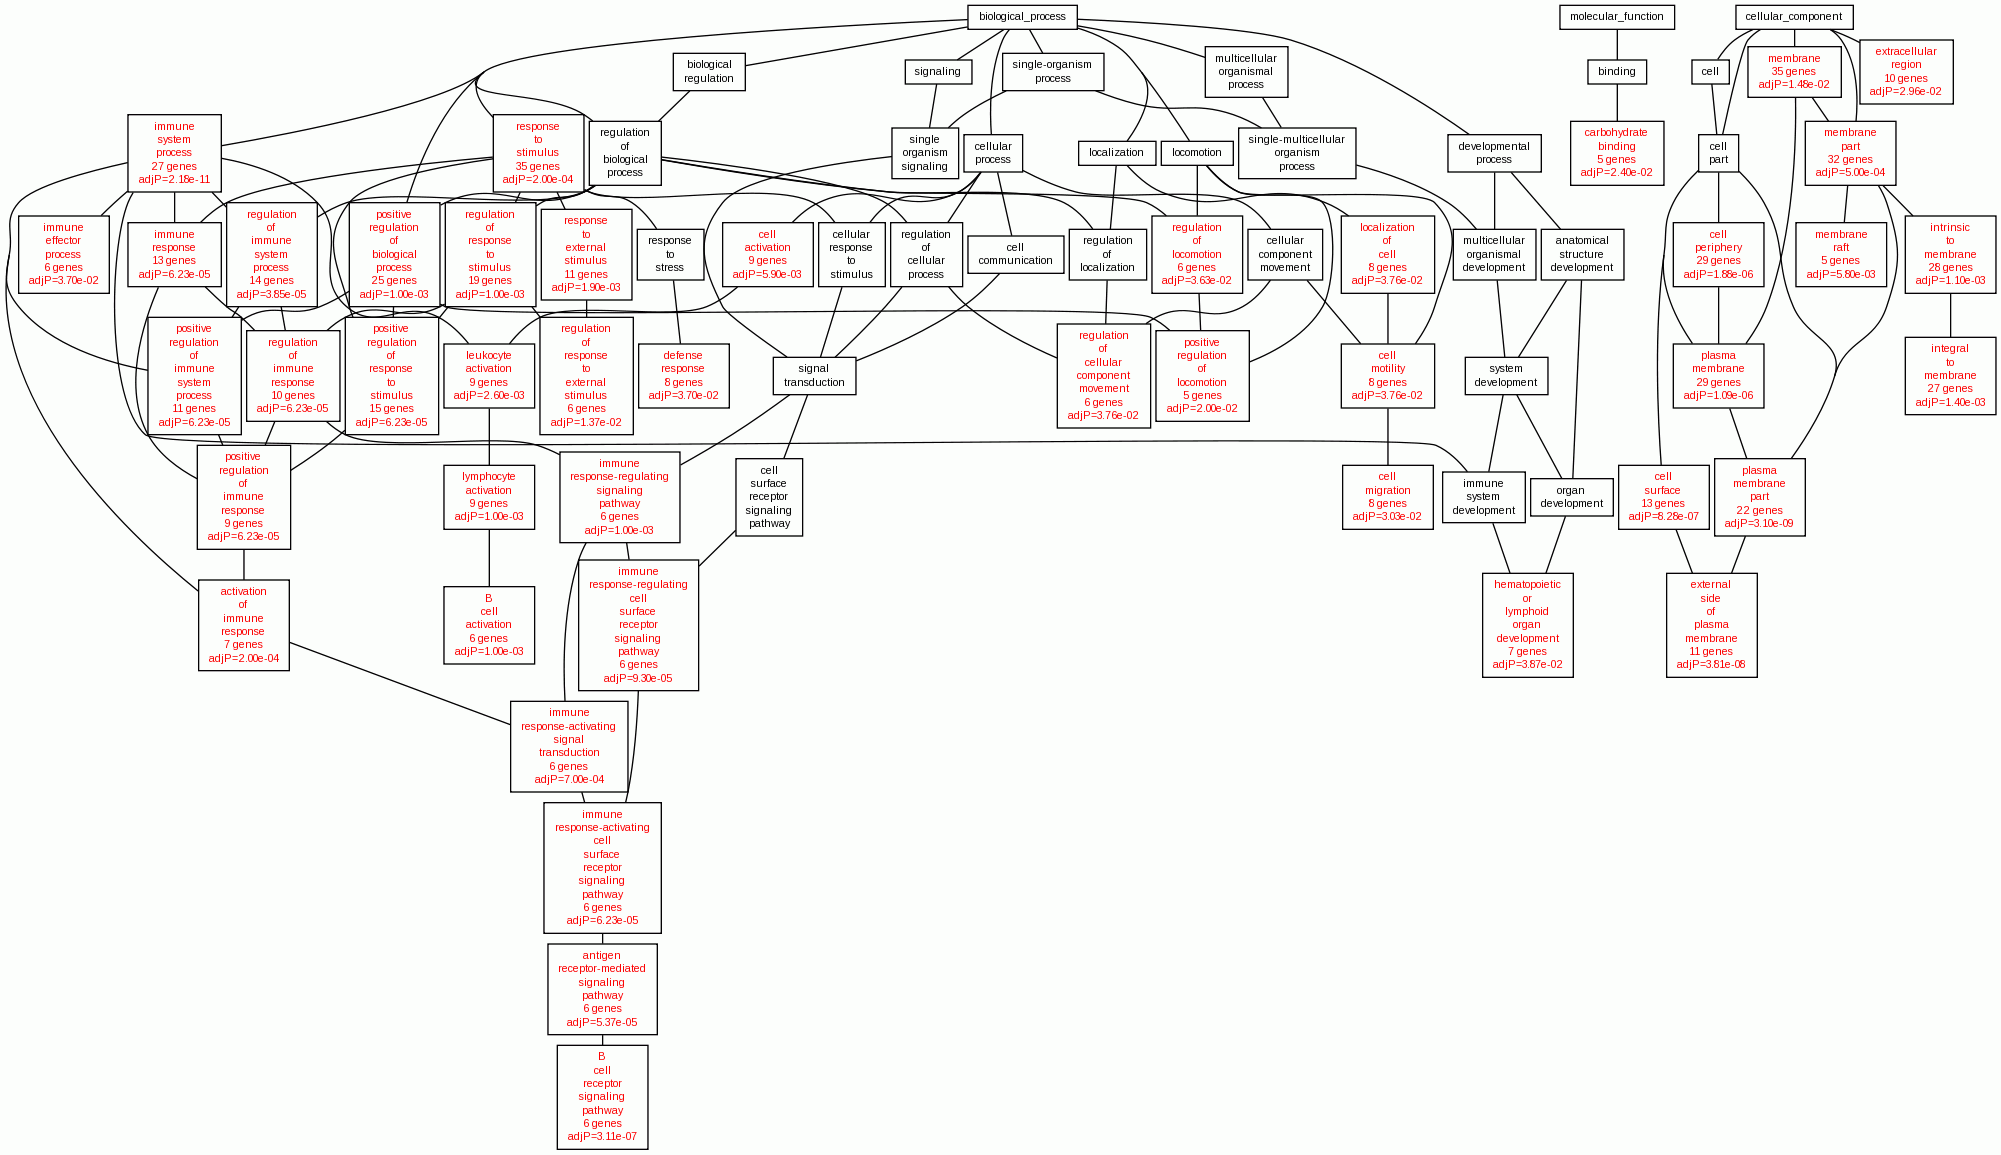 biological_process
molecular_function
cellular_component
biological
regulation
signaling
single-organism
process
multicellular
organismal
process
binding
cell
membrane
35 genes
adjP=1.48e-02
extracellular
region
10 genes
adjP=2.96e-02
immune
system
process
27 genes
adjP=2.18e-11
response
to
stimulus
35 genes
adjP=2.00e-04
regulation
of
biological
process
single
organism
signaling
cellular
process
localization
locomotion
single-multicellular
organism
process
developmental
process
carbohydrate
binding
5 genes
adjP=2.40e-02
cell
part
membrane
part
32 genes
adjP=5.00e-04
immune
effector
process
6 genes
adjP=3.70e-02
immune
response
13 genes
adjP=6.23e-05
regulation
of
immune
system
process
14 genes
adjP=3.85e-05
positive
regulation
of
biological
process
25 genes
adjP=1.00e-03
regulation
of
response
to
stimulus
19 genes
adjP=1.00e-03
response
to
external
stimulus
11 genes
adjP=1.90e-03
response
to
stress
cell
activation
9 genes
adjP=5.90e-03
cellular
response
to
stimulus
regulation
of
cellular
process
cell
communication
regulation
of
localization
regulation
of
locomotion
6 genes
adjP=3.63e-02
cellular
component
movement
localization
of
cell
8 genes
adjP=3.76e-02
multicellular
organismal
development
anatomical
structure
development
cell
periphery
29 genes
adjP=1.88e-06
membrane
raft
5 genes
adjP=5.80e-03
intrinsic
to
membrane
28 genes
adjP=1.10e-03
positive
regulation
of
immune
system
process
11 genes
adjP=6.23e-05
regulation
of
immune
response
10 genes
adjP=6.23e-05
positive
regulation
of
response
to
stimulus
15 genes
adjP=6.23e-05
leukocyte
activation
9 genes
adjP=2.60e-03
regulation
of
response
to
external
stimulus
6 genes
adjP=1.37e-02
defense
response
8 genes
adjP=3.70e-02
signal
transduction
regulation
of
cellular
component
movement
6 genes
adjP=3.76e-02
positive
regulation
of
locomotion
5 genes
adjP=2.00e-02
cell
motility
8 genes
adjP=3.76e-02
system
development
plasma
membrane
29 genes
adjP=1.09e-06
integral
to
membrane
27 genes
adjP=1.40e-03
positive
regulation
of
immune
response
9 genes
adjP=6.23e-05
lymphocyte
activation
9 genes
adjP=1.00e-03
immune
response-regulating
signaling
pathway
6 genes
adjP=1.00e-03
cell
surface
receptor
signaling
pathway
cell
migration
8 genes
adjP=3.03e-02
immune
system
development
organ
development
cell
surface
13 genes
adjP=8.28e-07
plasma
membrane
part
22 genes
adjP=3.10e-09
activation
of
immune
response
7 genes
adjP=2.00e-04
B
cell
activation
6 genes
adjP=1.00e-03
immune
response-regulating
cell
surface
receptor
signaling
pathway
6 genes
adjP=9.30e-05
hematopoietic
or
lymphoid
organ
development
7 genes
adjP=3.87e-02
external
side
of
plasma
membrane
11 genes
adjP=3.81e-08
immune
response-activating
signal
transduction
6 genes
adjP=7.00e-04
immune
response-activating
cell
surface
receptor
signaling
pathway
6 genes
adjP=6.23e-05
antigen
receptor-mediated
signaling
pathway
6 genes
adjP=5.37e-05
B
cell
receptor
signaling
pathway
6 genes
adjP=3.11e-07